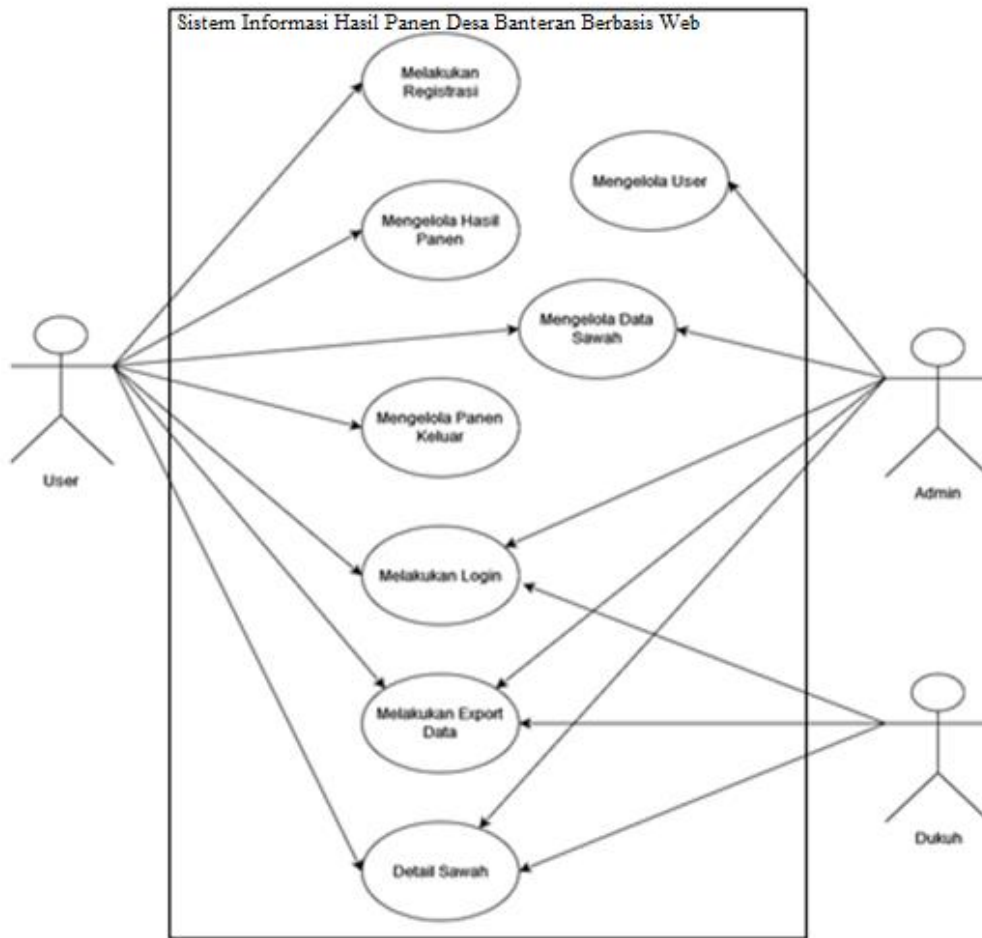 Sistem Informasi Hasil Panen Desa Banteran Berbasis Web
Melakukan
Registrasi
Mengelola User
Mengelola Hasil
Panen
Mengelola Data
Sawah
Mengelola Panen
Keluar
User
Admin
Melakukan Login
Melakukan Export
Data
Dukuh
Detail Sawah